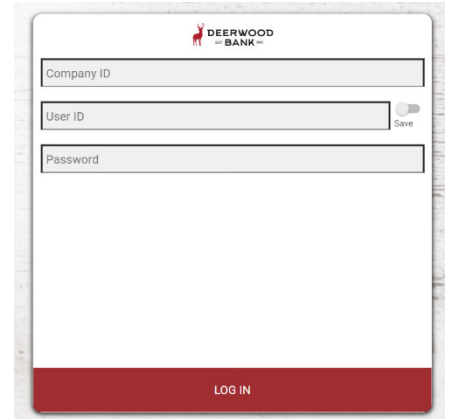 DEERWOOD
BANK
Company ID
User ID
Save
Password
LOG IN